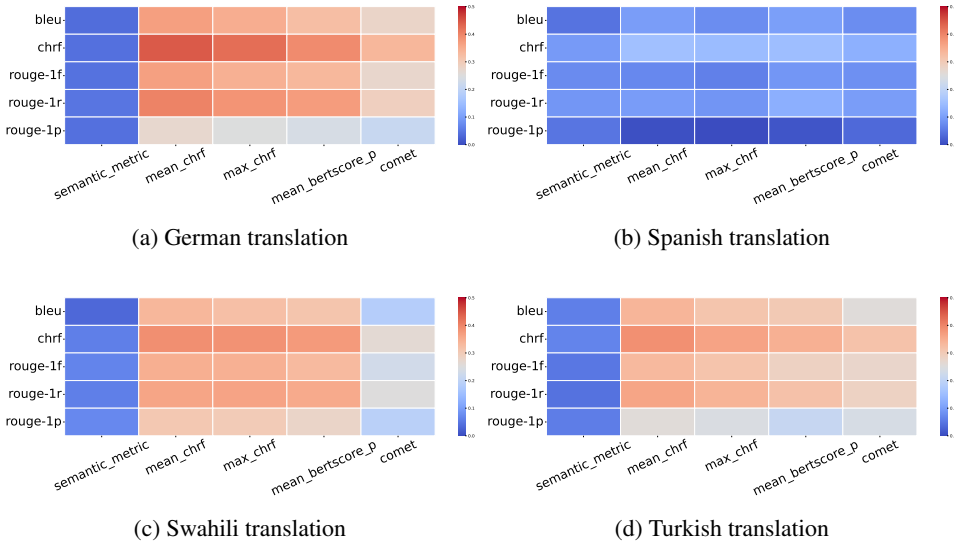 bleu
chrf
rouge-1f
rouge-1r
rouge-1p
semantic_metric
mean_chrf
max_chrf
mean_bertscore_p
comet
0.5
0.4
0.3
0.2
0.1
0.0
(a) German translation
bleu
chrf
rouge-1f
rouge-1r
rouge-1p
semantic_metric
mean_chrf
max_chrf
mean_bertscore_p
comet
(b) Spanish translation
bleu
chrf
rouge-1f
rouge-1r
rouge-1p
semantic_metric
mean_chrf
max_chrf
mean_bertscore_p
comet
0.5
0.4
0.3
0.2
0.1
0.0
(c) Swahili translation
bleu
chrf
rouge-1f
rouge-1r
rouge-1p
semantic_metric
mean_chrf
max_chrf
mean_bertscore_p
comet
(d) Turkish translation